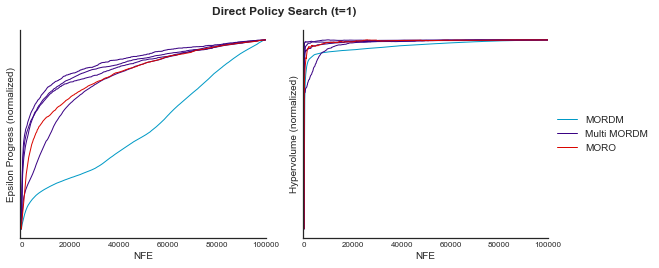 Direct Policy Search (t=1)
Epsilon Progress (normalized)
0 20000 40000 60000 80000 100000
NFE
Hypervolume (normalized)
0 20000 40000 60000 80000 100000
NFE
MORDM
Multi MORDM
MORO